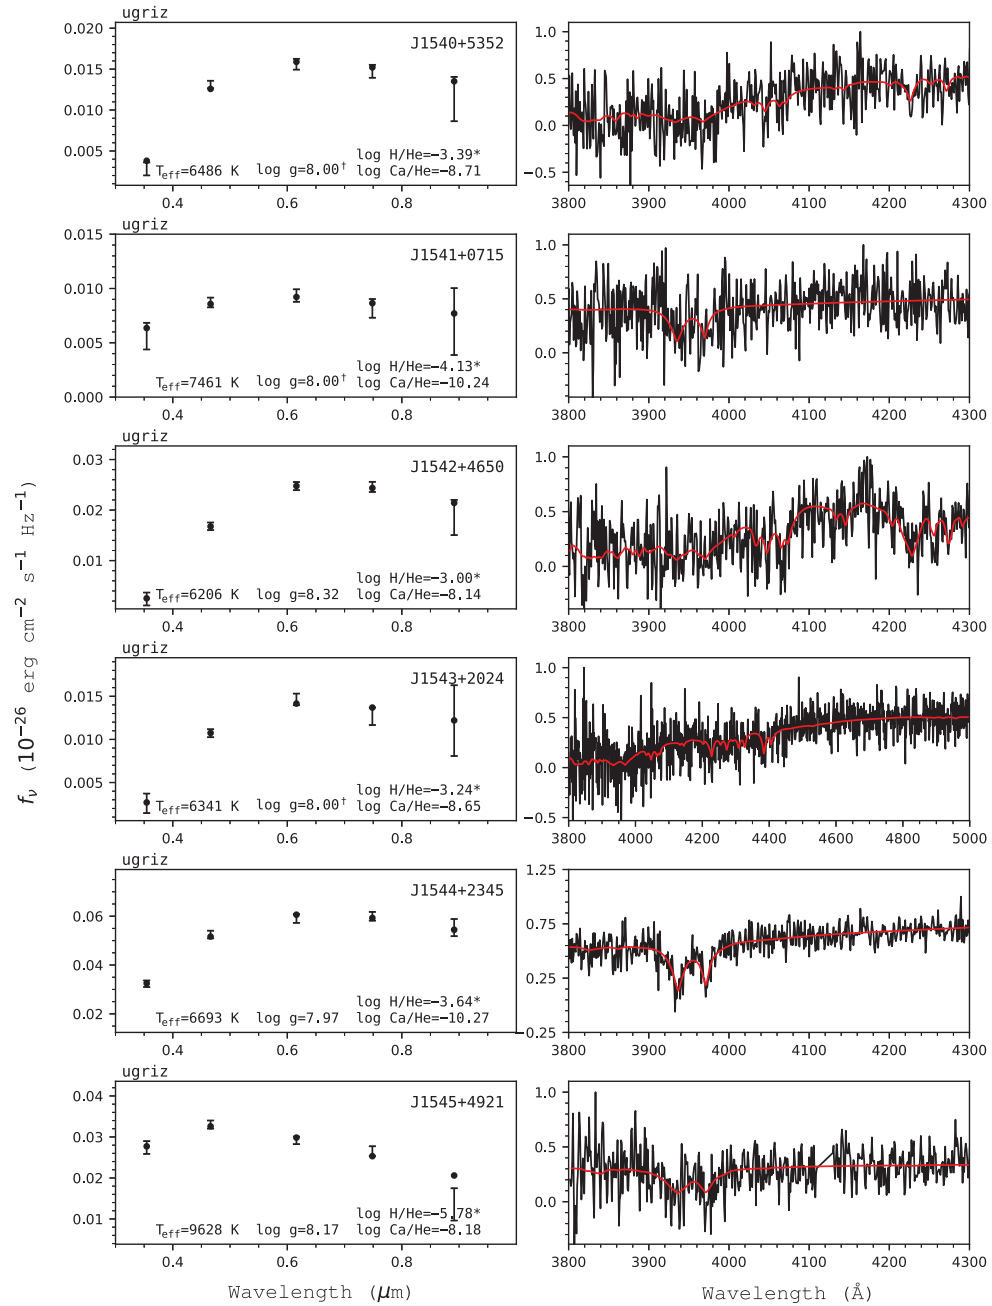 ugriz
0.020
0.015
0.010
0.005
J1540+5352
log H/He=−3.39*
T_eff=6486 K log g=8.00† log Ca/He=−8.71
0.4 0.6 0.8
1.0
0.5
0.0
−0.5
3800 3900 4000 4100 4200 4300
ugriz
0.015
0.010
0.005
0.000
J1541+0715
log H/He=−4.13*
T_eff=7461 K log g=8.00† log Ca/He=−10.24
0.4 0.6 0.8
1.0
0.5
0.0
3800 3900 4000 4100 4200 4300
ugriz
0.03
0.02
0.01
J1542+4650
log H/He=−3.00*
T_eff=6206 K log g=8.32 log Ca/He=−8.14
0.4 0.6 0.8
1.0
0.5
0.0
3800 3900 4000 4100 4200 4300
ugriz
0.015
0.010
0.005
J1543+2024
log H/He=−3.24*
T_eff=6341 K log g=8.00† log Ca/He=−8.65
0.4 0.6 0.8
1.0
0.5
0.0
−0.5
3800 4000 4200 4400 4600 4800 5000
ugriz
0.06
0.04
0.02
J1544+2345
log H/He=−3.64*
T_eff=6693 K log g=7.97 log Ca/He=−10.27
0.4 0.6 0.8
1.25
0.75
0.25
−0.25
3800 3900 4000 4100 4200 4300
ugriz
0.04
0.03
0.02
0.01
J1545+4921
log H/He=−5.78*
T_eff=9628 K log g=8.17 log Ca/He=−8.18
0.4 0.6 0.8
1.0
0.5
0.0
3800 3900 4000 4100 4200 4300
f_ν (10⁻²⁶ erg cm⁻² s⁻¹ Hz⁻¹)
Wavelength (μm)
Wavelength (Å)